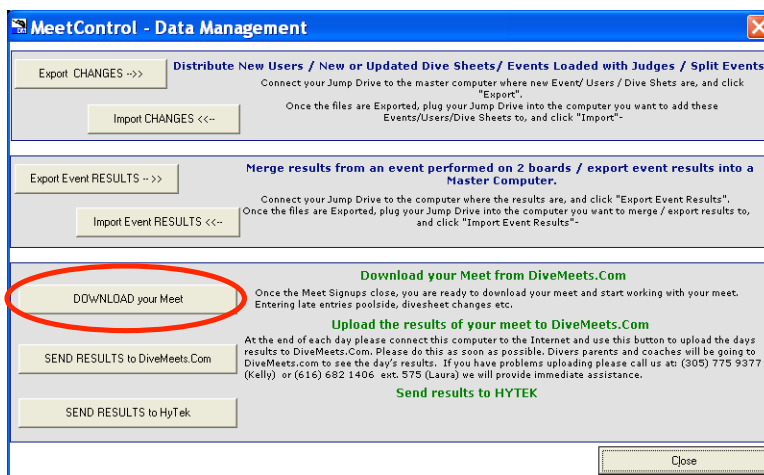 MeetControl - Data Management
Export CHANGES -->>
Distribute New Users / New or Updated Dive Sheets/ Events Loaded with Judges / Split Events
Connect your Jump Drive to the master computer where new Event/ Users / Dive Shets are, and click
"Export".
Once the files are Exported, plug your Jump Drive into the computer you want to add these
Events/Users/Dive Sheets to, and click "Import"-
Import CHANGES <<--
Export Event RESULTS -- >>
Merge results from an event performed on 2 boards / export event results into a
Master Computer.
Connect your Jump Drive to the computer where the results are, and click "Export Event Results".
Once the files are Exported, plug your Jump Drive into the computer you want to merge / export results to,
and click "Import Event Results"-
Import Event RESULTS <<--
Download your Meet from DiveMeets.Com
DOWNLOAD your Meet
Once the Meet Signups close, you are ready to download your meet and start working with your meet.
Entering late entries poolside, divesheet changes etc.
Upload the results of your meet to DiveMeets.Com
At the end of each day please connect this computer to the Internet and use this button to upload the days
results to DiveMeets.Com. Please do this as soon as possible. Divers parents and coaches will be going to
DiveMeets.com to see the day's results. If you have problems uploading please call us at: (305) 775 9377
(Kelly) or (616) 682 1406 ext. 575 (Laura) we will provide immediate assistance.
SEND RESULTS to DiveMeets.Com
Send results to HYTEK
SEND RESULTS to HyTek
Close